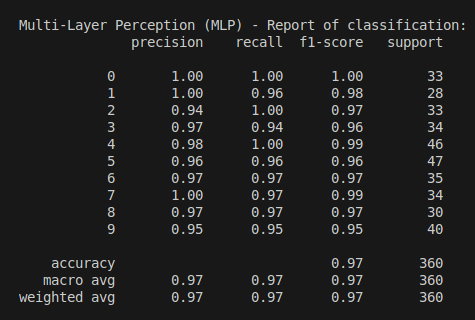 Multi-Layer Perception (MLP) - Report of classification:
precision recall f1-score support
0 1.00 1.00 1.00 33
1 1.00 0.96 0.98 28
2 0.94 1.00 0.97 33
3 0.97 0.94 0.96 34
4 0.98 1.00 0.99 46
5 0.96 0.96 0.96 47
6 0.97 0.97 0.97 35
7 1.00 0.97 0.99 34
8 0.97 0.97 0.97 30
9 0.95 0.95 0.95 40
accuracy 0.97 360
macro avg 0.97 0.97 0.97 360
weighted avg 0.97 0.97 0.97 360